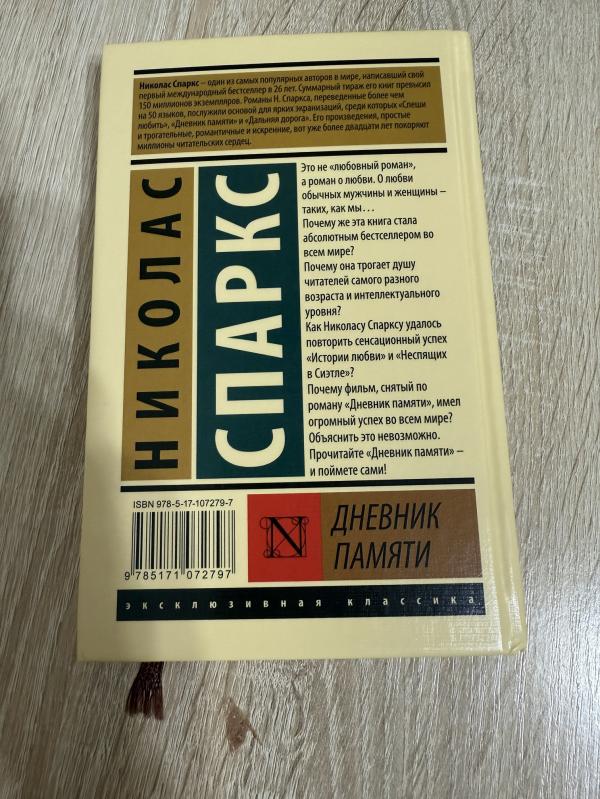 Николас Спаркс – один из самых популярных авторов в мире, написавший свой
первый международный бестселлер в 26 лет. Суммарный тираж его книг превысил
150 миллионов экземпляров. Романы Н. Спаркса, переведенные более чем
на 50 языков, послужили основой для ярких экранизаций, среди которых «Спеши
любить», «Дневник памяти» и «Дальняя дорога». Его произведения, простые
и трогательные, романтичные и искренние, вот уже более двадцати лет покоряют
миллионы читательских сердец.
НИКОЛАС
СПАРКС
Это не «любовный роман»,
а роман о любви. О любви
обычных мужчины и женщины –
таких, как мы…
Почему же эта книга стала
абсолютным бестселлером во
всем мире?
Почему она трогает душу
читателей самого разного
возраста и интеллектуального
уровня?
Как Николасу Спарксу удалось
повторить сенсационный успех
«Истории любви» и «Неспящих
в Сиэтле»?
Почему фильм, снятый по
роману «Дневник памяти», имел
огромный успех во всем мире?
Объяснить это невозможно.
Прочитайте «Дневник памяти» –
и поймете сами!
ISBN 978-5-17-107279-7
9 785171 072797
N
ДНЕВНИК
ПАМЯТИ
эксклюзивная классика